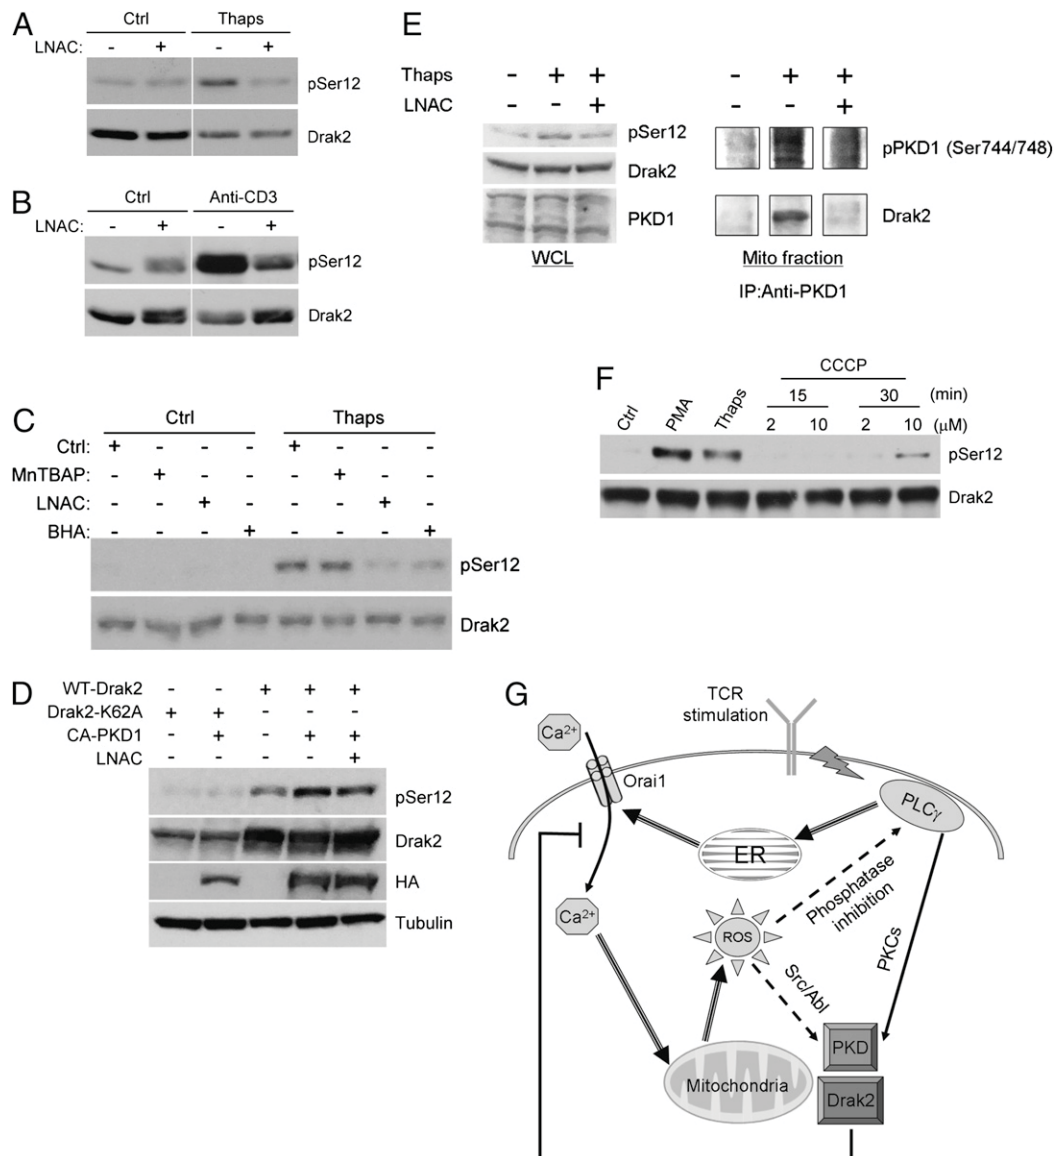 A
Ctrl Thaps
LNAC: - + - +
pSer12
Drak2
B
Ctrl Anti-CD3
LNAC: - + - +
pSer12
Drak2
C
Ctrl Thaps
Ctrl: + - - - + - - -
MnTBAP: - + - - - + - -
LNAC: - - + - - - + -
BHA: - - - + - - - +
pSer12
Drak2
D
WT-Drak2 - - + + +
Drak2-K62A + + - - -
CA-PKD1 - + - + +
LNAC +
pSer12
Drak2
HA
Tubulin
E
Thaps - + + - + +
LNAC - - + - - +
pSer12
Drak2
PKD1
WCL
pPKD1 (Ser744/748)
Drak2
Mito fraction
IP:Anti-PKD1
F
CCCP
15 30 (min)
Ctrl PMA Thaps 2 10 2 10 (μM)
pSer12
Drak2
G
TCR
stimulation
Ca2+
Orai1
PLCγ
ER
Phosphatase
inhibition
Ca2+
ROS
PKCs
Src/Abl
PKD
Mitochondria
Drak2